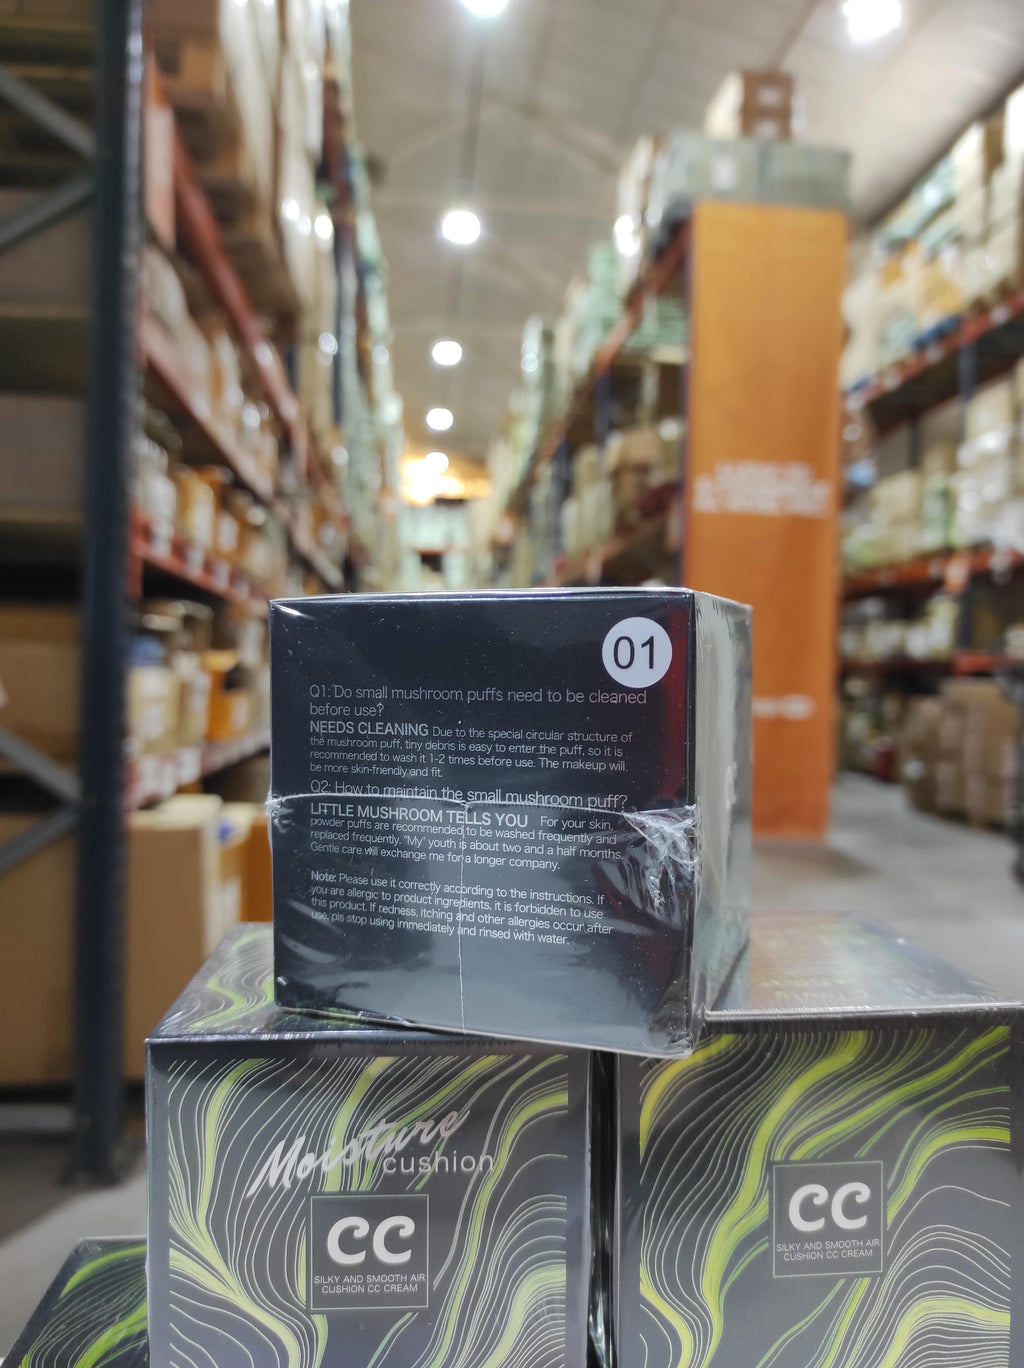 01
Q1: Do small mushroom puffs need to be cleaned
before use?
NEEDS CLEANING Due to the special circular structure of
the mushroom puff, tiny debris is easy to enter the puff, so it is
recommended to wash it 1-2 times before use. The makeup will
be more skin-friendly and fit.
Q2: How to maintain the small mushroom puff?
LITTLE MUSHROOM TELLS YOU For your skin,
powder puffs are recommended to be washed frequently and
replaced frequently. "My" youth is about two and a half months.
Gentle care will exchange me for a longer company.
Note: Please use it correctly according to the instructions. If
you are allergic to product ingredients, it is forbidden to use
this product. If redness, itching and other allergies occur after
use, pls stop using immediately and rinsed with water.
Moisture
cushion
CC
SILKY AND SMOOTH AIR
CUSHION CC CREAM
CC
SILKY AND SMOOTH AIR
CUSHION CC CREAM